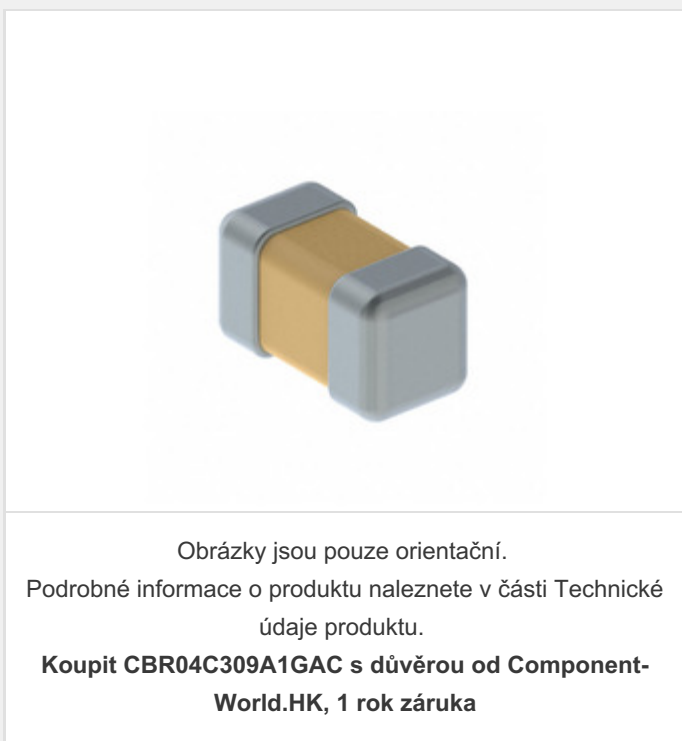 Obrázky jsou pouze orientační.
Podrobné informace o produktu naleznete v části Technické
údaje produktu.
Koupit CBR04C309A1GAC s důvěrou od Component-
World.HK, 1 rok záruka